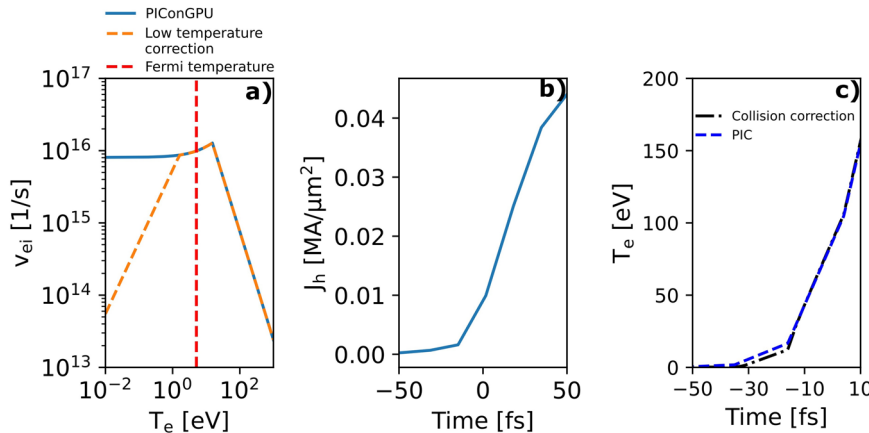 PIConGPU
Low temperature
correction
Fermi temperature
a)
10^17
10^16
10^15
10^14
10^13
ν_ei [1/s]
10^−2
10^0
10^2
T_e [eV]
b)
0.04
0.03
0.02
0.01
0.00
J_h [MA/μm²]
−50
0
50
Time [fs]
c)
Collision correction
PIC
200
150
100
50
0
T_e [eV]
−50
−30
−10
10
Time [fs]